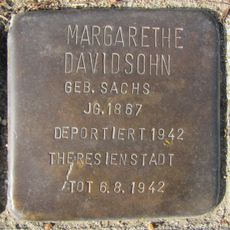 MARGARETHE
DAVIDSOHN
GEB. SACHS
JG. 1867
DEPORTIERT 1942
THERESIENSTADT
TOT 6.8.1942